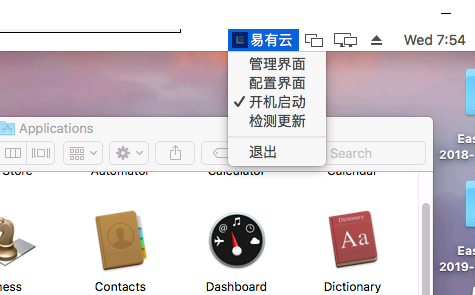 易有云
Wed 7:54
管理界面
配置界面
✓ 开机启动
检测更新
退出
Applications
Search
Store
Automator
Calculator
Calendar
ness
Contacts
Dashboard
Dictionary
Dictionary
Aa
Eas
2018-
Eas
2019-